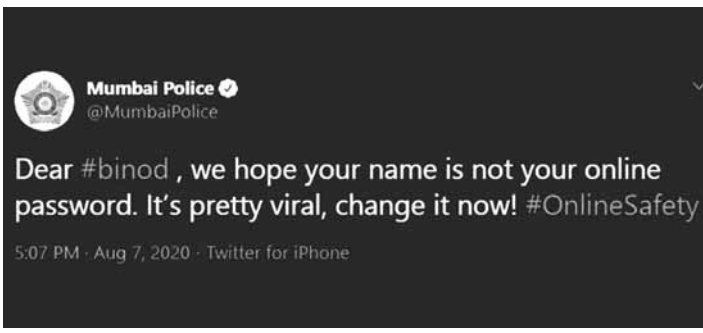 Mumbai Police
@MumbaiPolice
Dear #binod , we hope your name is not your online
password. It's pretty viral, change it now! #OnlineSafety
5:07 PM · Aug 7, 2020 · Twitter for iPhone